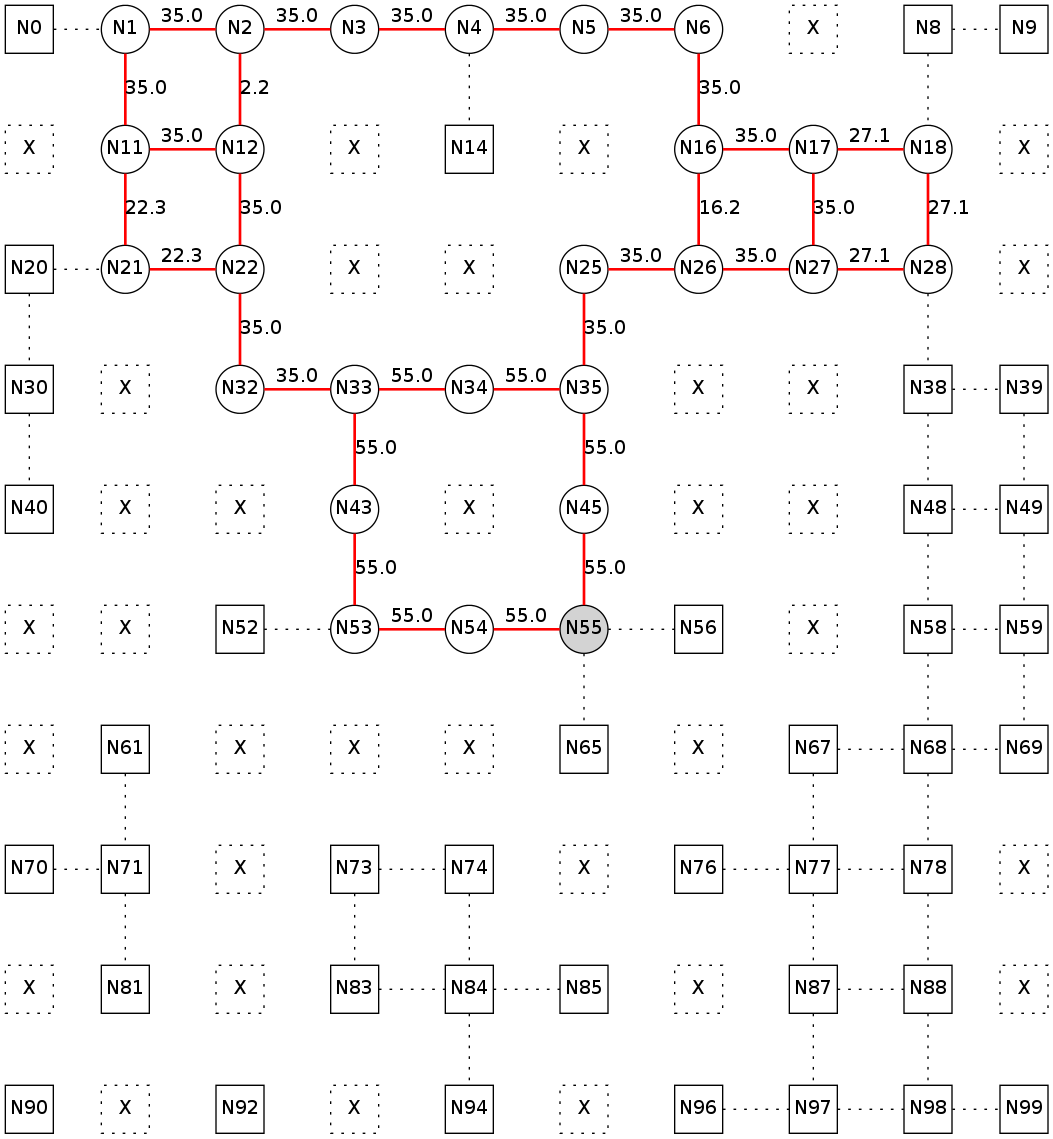 35.0 35.0 35.0 35.0 35.0
N0 N1 N2 N3 N4 N5 N6 X N8 N9
35.0 2.2 35.0
35.0 35.0 27.1
X N11 N12 X N14 X N16 N17 N18 X
22.3 35.0 16.2 35.0 27.1
22.3 35.0 35.0 27.1
N20 N21 N22 X X N25 N26 N27 N28 X
35.0 35.0
35.0 55.0 55.0
N30 X N32 N33 N34 N35 X X N38 N39
55.0 55.0
N40 X X N43 X N45 X X N48 N49
55.0 55.0
55.0 55.0
X X N52 N53 N54 N55 N56 X N58 N59
X N61 X X X N65 X N67 N68 N69
N70 N71 X N73 N74 X N76 N77 N78 X
X N81 X N83 N84 N85 X N87 N88 X
N90 X N92 X N94 X N96 N97 N98 N99